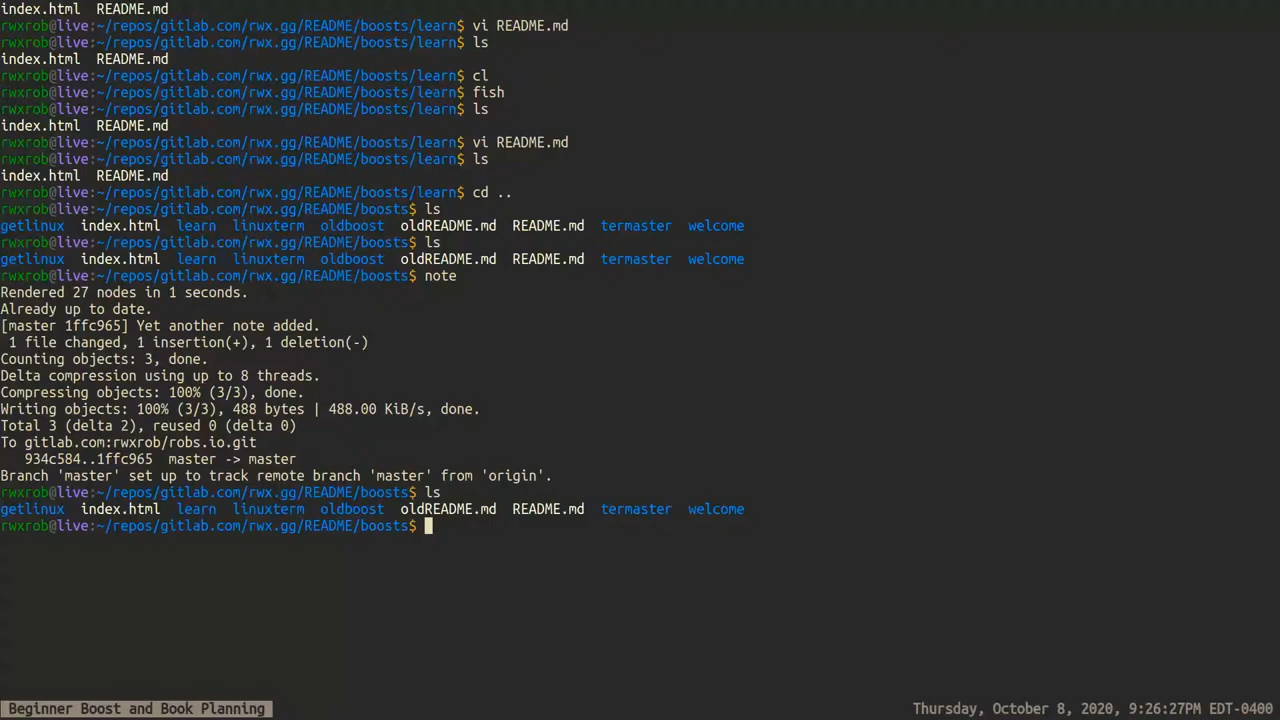 index.html  README.md
rwxrob@live:~/repos/gitlab.com/rwx.gg/README/boosts/learn$ vi README.md
rwxrob@live:~/repos/gitlab.com/rwx.gg/README/boosts/learn$ ls
index.html  README.md
rwxrob@live:~/repos/gitlab.com/rwx.gg/README/boosts/learn$ cl
rwxrob@live:~/repos/gitlab.com/rwx.gg/README/boosts/learn$ fish
rwxrob@live:~/repos/gitlab.com/rwx.gg/README/boosts/learn$ ls
index.html  README.md
rwxrob@live:~/repos/gitlab.com/rwx.gg/README/boosts/learn$ vi README.md
rwxrob@live:~/repos/gitlab.com/rwx.gg/README/boosts/learn$ ls
index.html  README.md
rwxrob@live:~/repos/gitlab.com/rwx.gg/README/boosts/learn$ cd ..
rwxrob@live:~/repos/gitlab.com/rwx.gg/README/boosts$ ls
getlinux  index.html  learn  linuxterm  oldboost  oldREADME.md  README.md  termaster  welcome
rwxrob@live:~/repos/gitlab.com/rwx.gg/README/boosts$ ls
getlinux  index.html  learn  linuxterm  oldboost  oldREADME.md  README.md  termaster  welcome
rwxrob@live:~/repos/gitlab.com/rwx.gg/README/boosts$ note
Rendered 27 nodes in 1 seconds.
Already up to date.
[master 1ffc965] Yet another note added.
 1 file changed, 1 insertion(+), 1 deletion(-)
Counting objects: 3, done.
Delta compression using up to 8 threads.
Compressing objects: 100% (3/3), done.
Writing objects: 100% (3/3), 488 bytes | 488.00 KiB/s, done.
Total 3 (delta 2), reused 0 (delta 0)
To gitlab.com:rwxrob/robs.io.git
   934c584..1ffc965  master -> master
Branch 'master' set up to track remote branch 'master' from 'origin'.
rwxrob@live:~/repos/gitlab.com/rwx.gg/README/boosts$ ls
getlinux  index.html  learn  linuxterm  oldboost  oldREADME.md  README.md  termaster  welcome
rwxrob@live:~/repos/gitlab.com/rwx.gg/README/boosts$
Beginner Boost and Book Planning
Thursday, October 8, 2020, 9:26:27PM EDT-0400